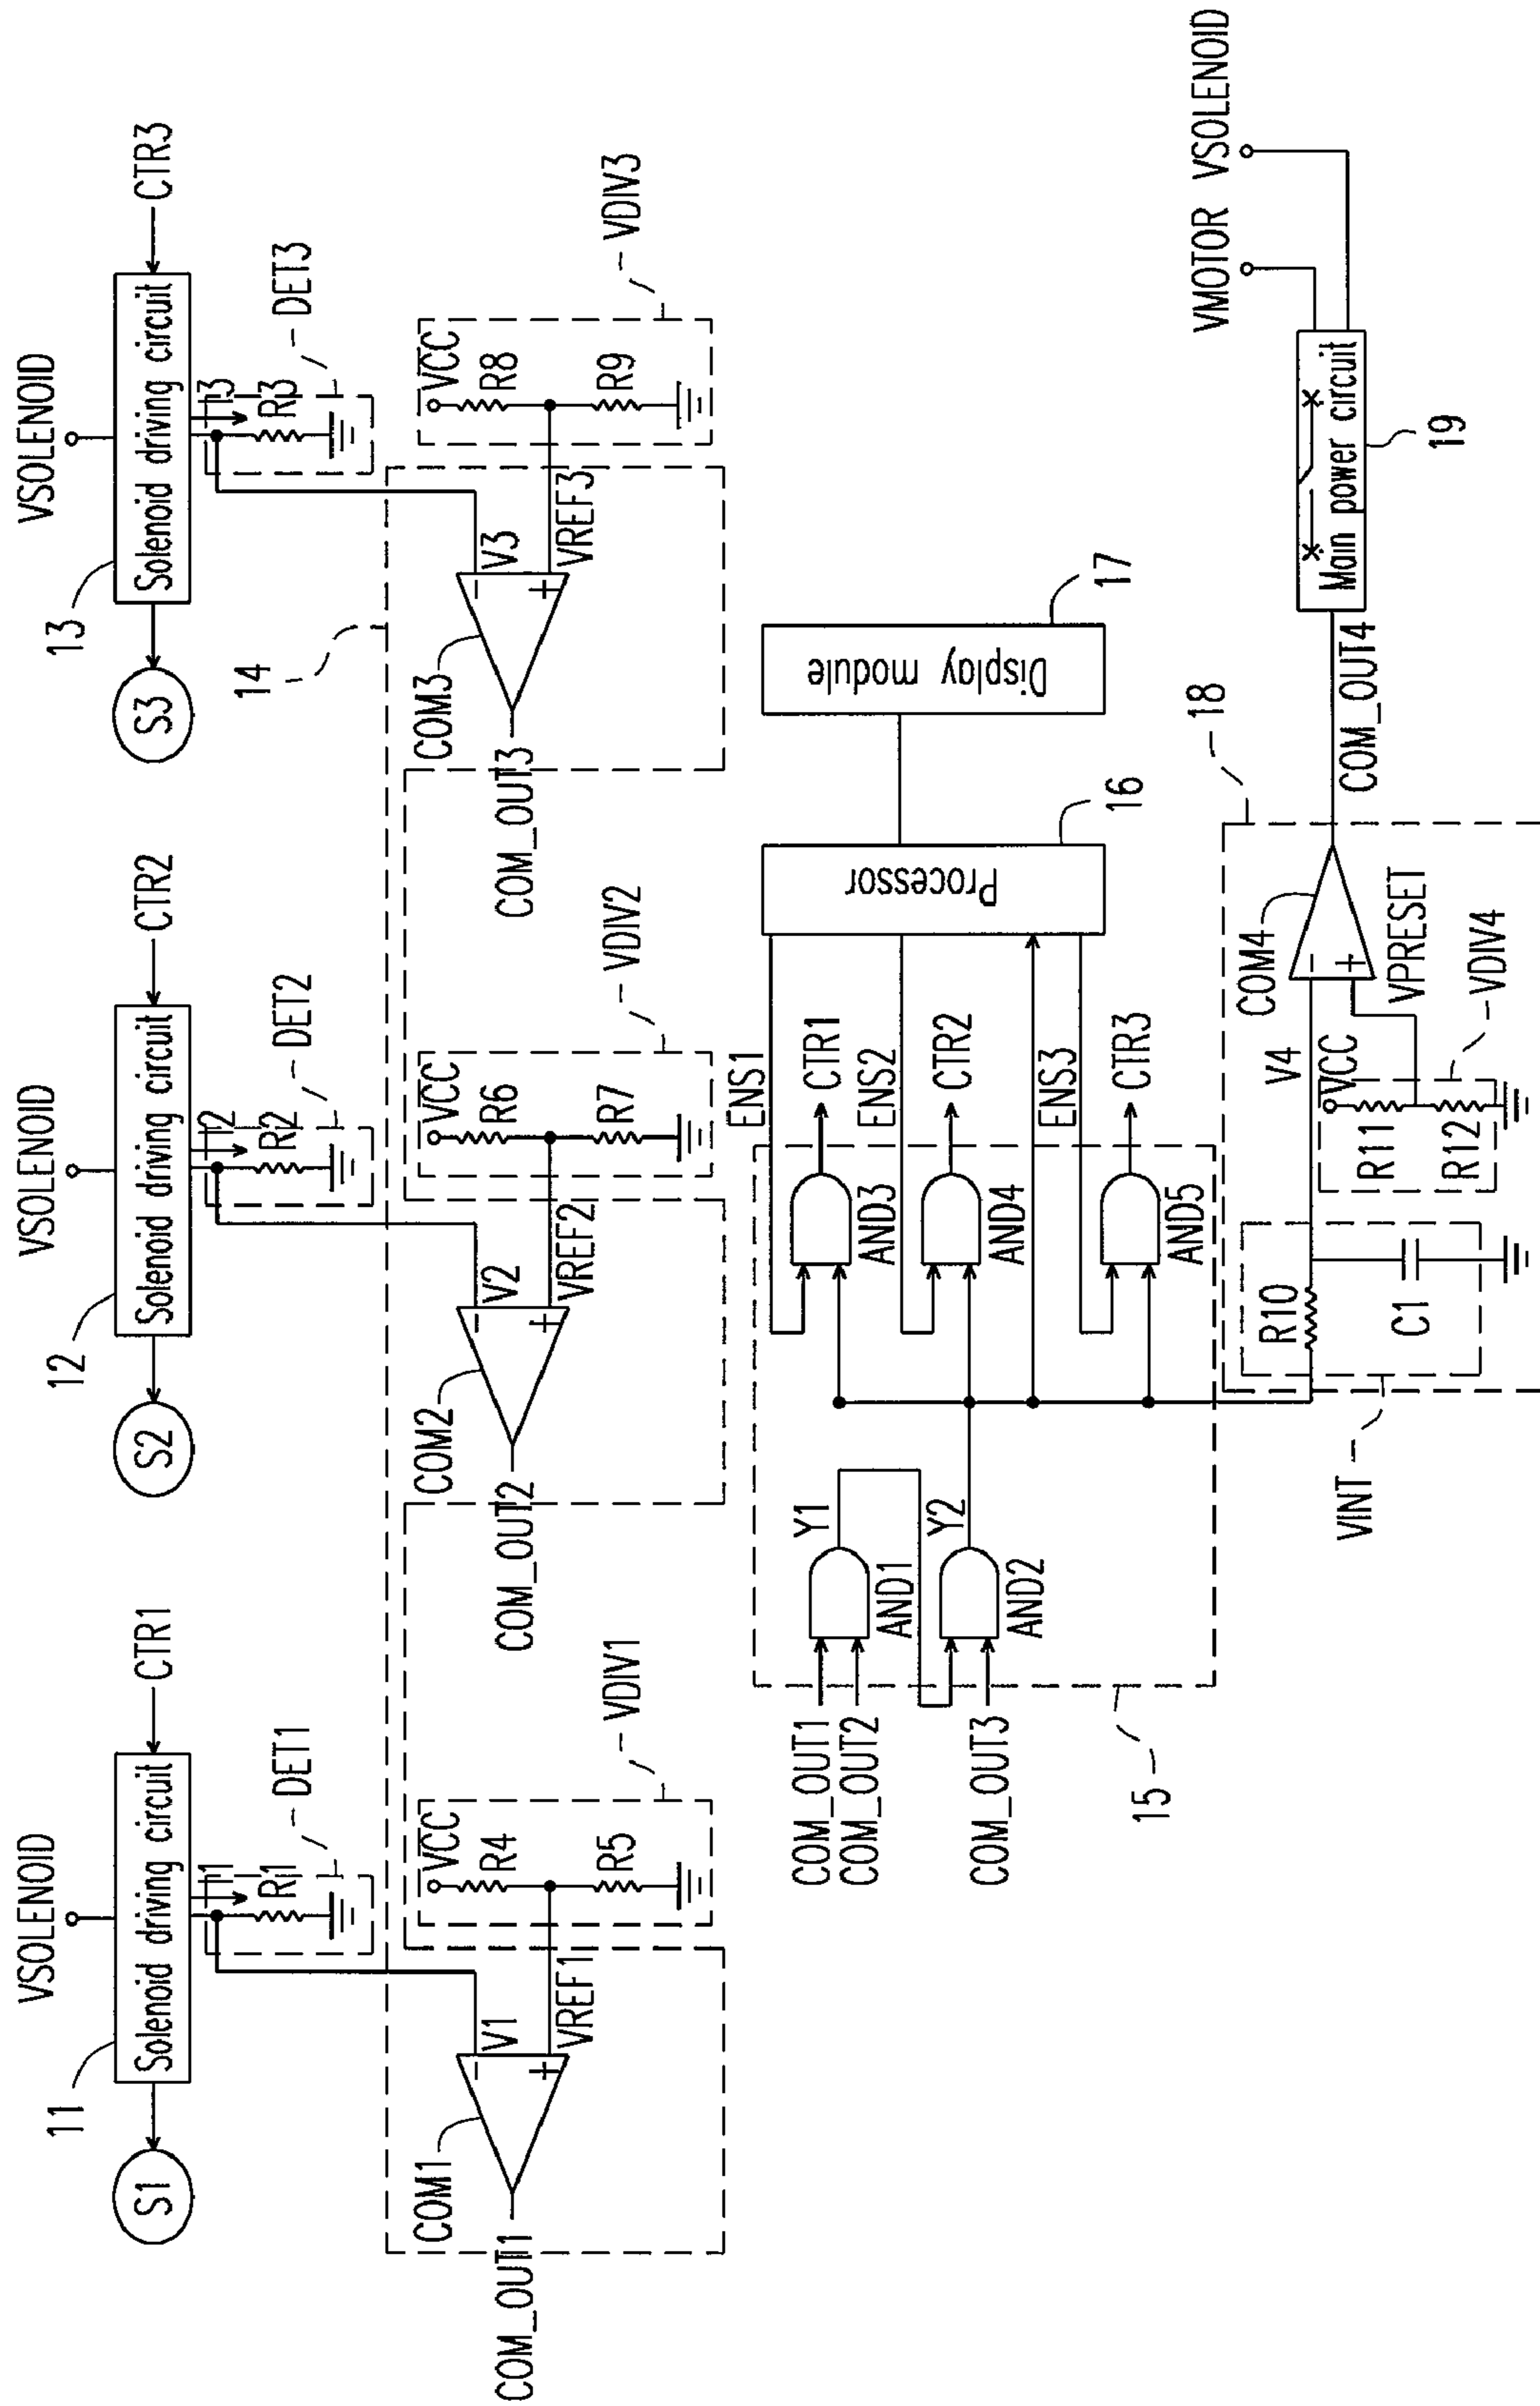 VSOLENOID
VSOLENOID
VSOLENOID
11
12
13
S1
Solenoid driving circuit
CTR1
S2
Solenoid driving circuit
CTR2
S3
Solenoid driving circuit
CTR3
I1
R1
DET1
I2
R2
DET2
I3
R3
DET3
14
COM1
V1
VREF1
COM_OUT1
VCC
R4
R5
VDIV1
COM2
V2
VREF2
COM_OUT2
VCC
R6
R7
VDIV2
COM3
V3
VREF3
COM_OUT3
VCC
R8
R9
VDIV3
COM_OUT1
COM_OUT2
COM_OUT3
AND1
Y1
AND2
Y2
15
ENS1
CTR1
AND3
ENS2
CTR2
AND4
ENS3
CTR3
AND5
Processor
16
Display module
17
VINT
R10
C1
V4
VCC
R11
R12
VDIV4
VPRESET
COM4
18
COM_OUT4
Main power circuit
19
VMOTOR
VSOLENOID